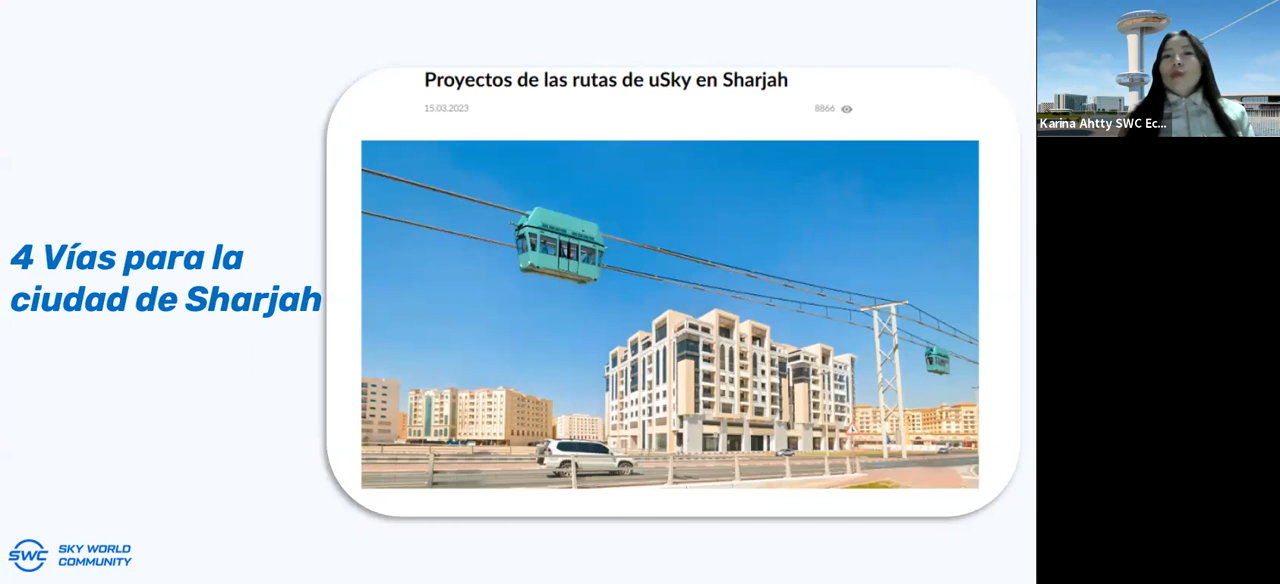 Proyectos de las rutas de uSky en Sharjah
15.03.2023
8866
4 Vías para la
ciudad de Sharjah
SWC
SKY WORLD
COMMUNITY
Karina Ahtty SWC Ec...